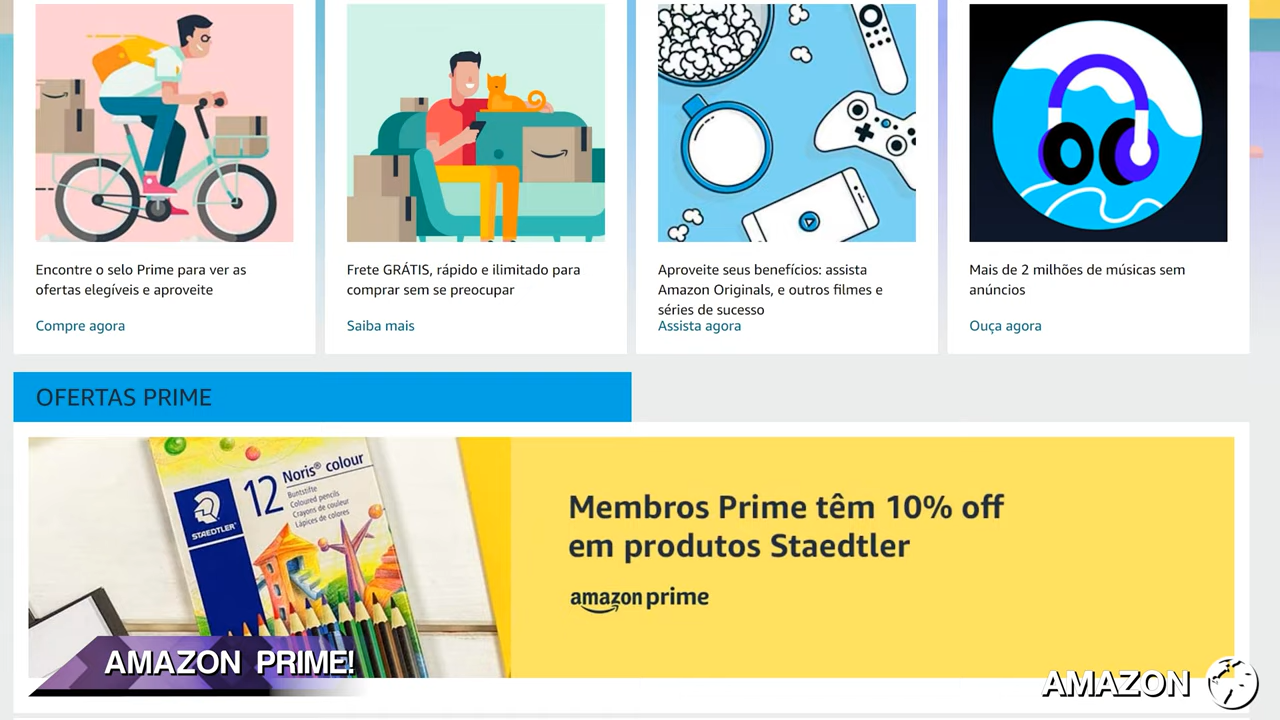 Encontre o selo Prime para ver as
ofertas elegíveis e aproveite
Compre agora
Frete GRÁTIS, rápido e ilimitado para
comprar sem se preocupar
Saiba mais
Aproveite seus benefícios: assista
Amazon Originals, e outros filmes e
séries de sucesso
Assista agora
Mais de 2 milhões de músicas sem
anúncios
Ouça agora
OFERTAS PRIME
STAEDTLER
12 Noris® colour
Buntstifte
Coloured pencils
Crayons de couleur
Lápices de colores
Membros Prime têm 10% off
em produtos Staedtler
amazon prime
AMAZON PRIME!
AMAZON